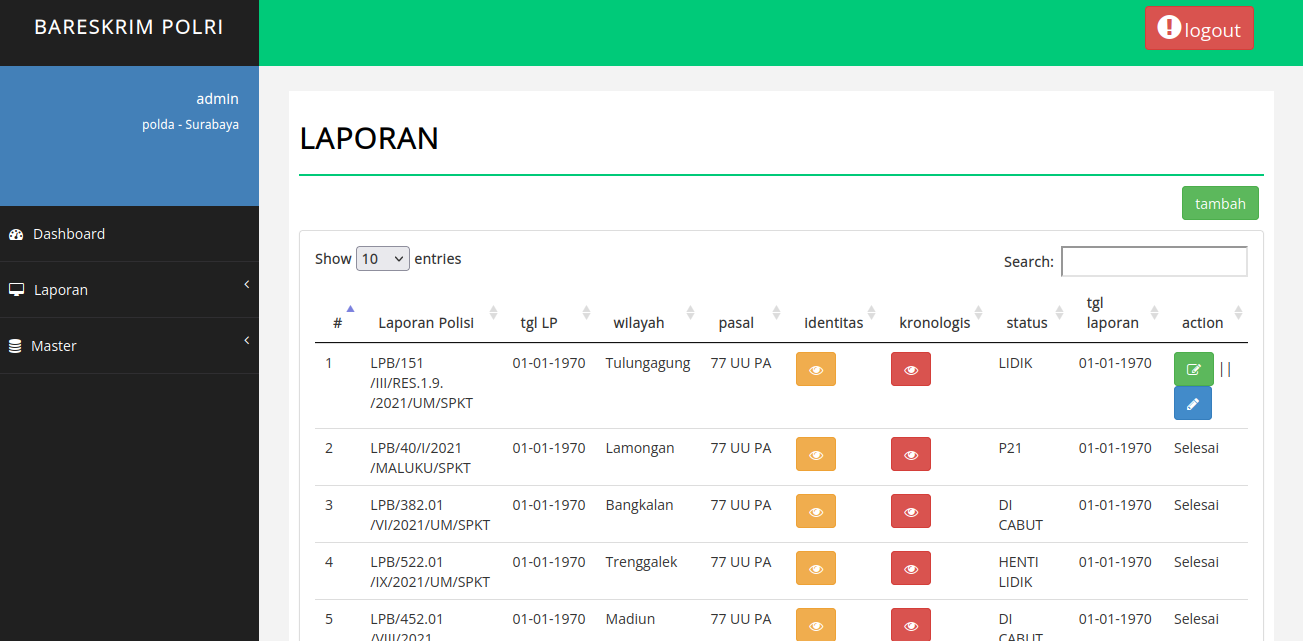 BARESKRIM POLRI
logout
admin
polda - Surabaya
Dashboard
Laporan
Master
LAPORAN
tambah
Show 10 entries
Search:
# Laporan Polisi tgl LP wilayah pasal identitas kronologis status tgl laporan action
1 LPB/151 01-01-1970 Tulungagung 77 UU PA LIDIK 01-01-1970 ||
/III/RES.1.9.
/2021/UM/SPKT
2 LPB/40/I/2021 01-01-1970 Lamongan 77 UU PA P21 01-01-1970 Selesai
/MALUKU/SPKT
3 LPB/382.01 01-01-1970 Bangkalan 77 UU PA DI 01-01-1970 Selesai
/VI/2021/UM/SPKT CABUT
4 LPB/522.01 01-01-1970 Trenggalek 77 UU PA HENTI 01-01-1970 Selesai
/IX/2021/UM/SPKT LIDIK
5 LPB/452.01 01-01-1970 Madiun 77 UU PA DI 01-01-1970 Selesai
/VIII/2021 CABUT